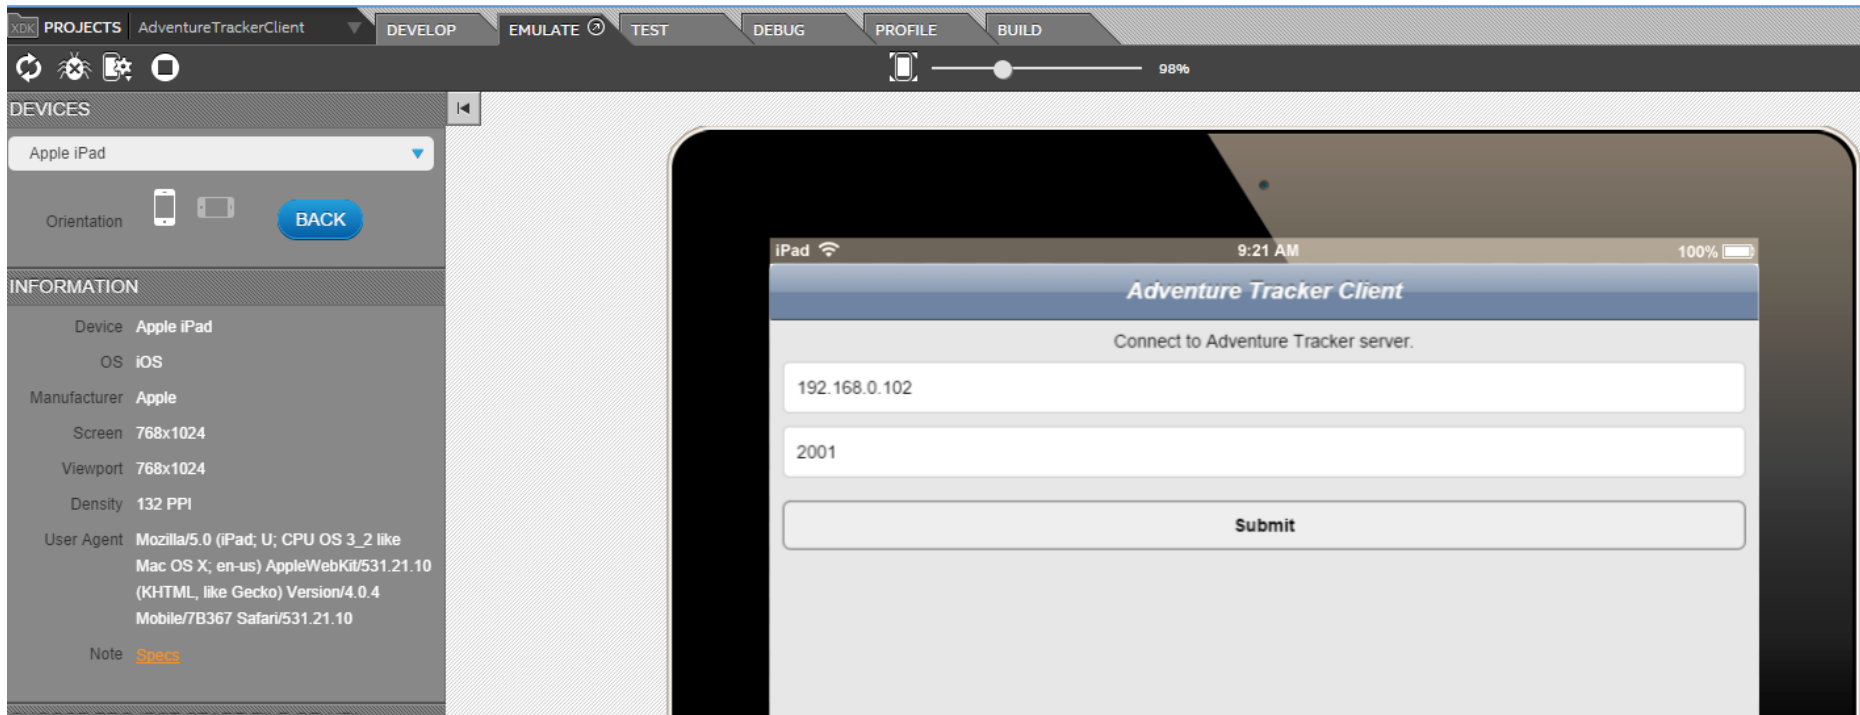 XDK PROJECTS AdventureTrackerClient DEVELOP EMULATE TEST DEBUG PROFILE BUILD
98%
DEVICES
Apple iPad
Orientation BACK
INFORMATION
Device Apple iPad
OS iOS
Manufacturer Apple
Screen 768x1024
Viewport 768x1024
Density 132 PPI
User Agent Mozilla/5.0 (iPad; U; CPU OS 3_2 like
Mac OS X; en-us) AppleWebKit/531.21.10
(KHTML, like Gecko) Version/4.0.4
Mobile/7B367 Safari/531.21.10
Note Specs
iPad 9:21 AM 100%
Adventure Tracker Client
Connect to Adventure Tracker server.
192.168.0.102
2001
Submit